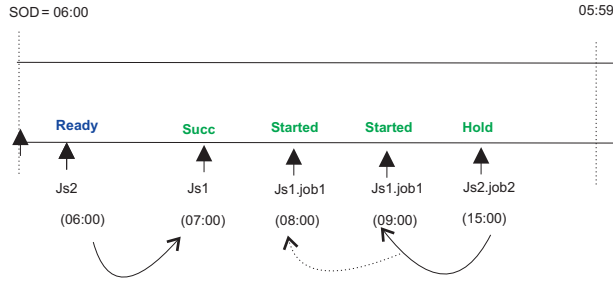 SOD = 06:00
05:59
Ready
Succ
Started
Started
Hold
Js2
Js1
Js1.job1
Js1.job1
Js2.job2
(06:00)
(07:00)
(08:00)
(09:00)
(15:00)